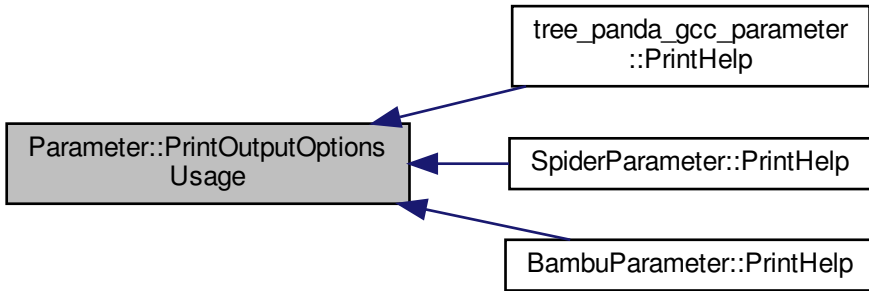 tree_panda_gcc_parameter
::PrintHelp
Parameter::PrintOutputOptions
Usage
SpiderParameter::PrintHelp
BambuParameter::PrintHelp